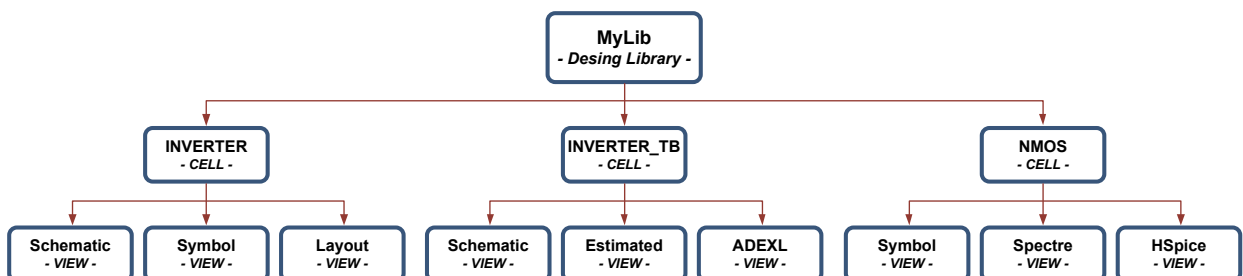 MyLib
- Desing Library -
INVERTER
- CELL -
INVERTER_TB
- CELL -
NMOS
- CELL -
Schematic
- VIEW -
Symbol
- VIEW -
Layout
- VIEW -
Schematic
- VIEW -
Estimated
- VIEW -
ADEXL
- VIEW -
Symbol
- VIEW -
Spectre
- VIEW -
HSpice
- VIEW -